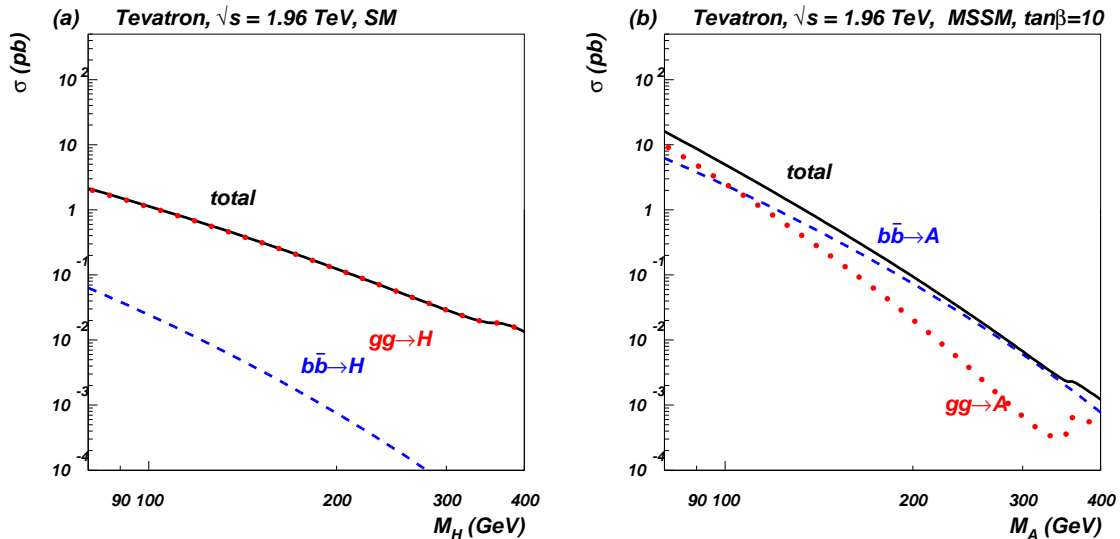 (a) Tevatron, √s = 1.96 TeV, SM
σ (pb)
10²
10
1
10⁻¹
10⁻²
10⁻³
10⁻⁴
total
gg→H
bb̄→H
90 100 200 300 400
M_H (GeV)
(b) Tevatron, √s = 1.96 TeV, MSSM, tanβ=10
σ (pb)
10²
10
1
10⁻¹
10⁻²
10⁻³
10⁻⁴
total
bb̄→A
gg→A
90 100 200 300 400
M_A (GeV)